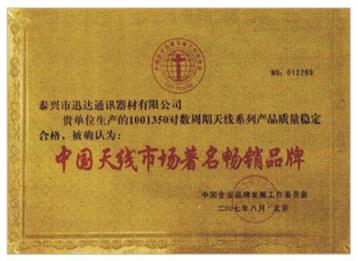 NO: 012269
泰兴市迅达通讯器材有限公司
贵单位生产的1001350对数周期天线系列产品质量稳定
合格，被确认为：
中国天线市场著名畅销品牌
中国企业品牌发展工作委员会
二00七年八月·北京